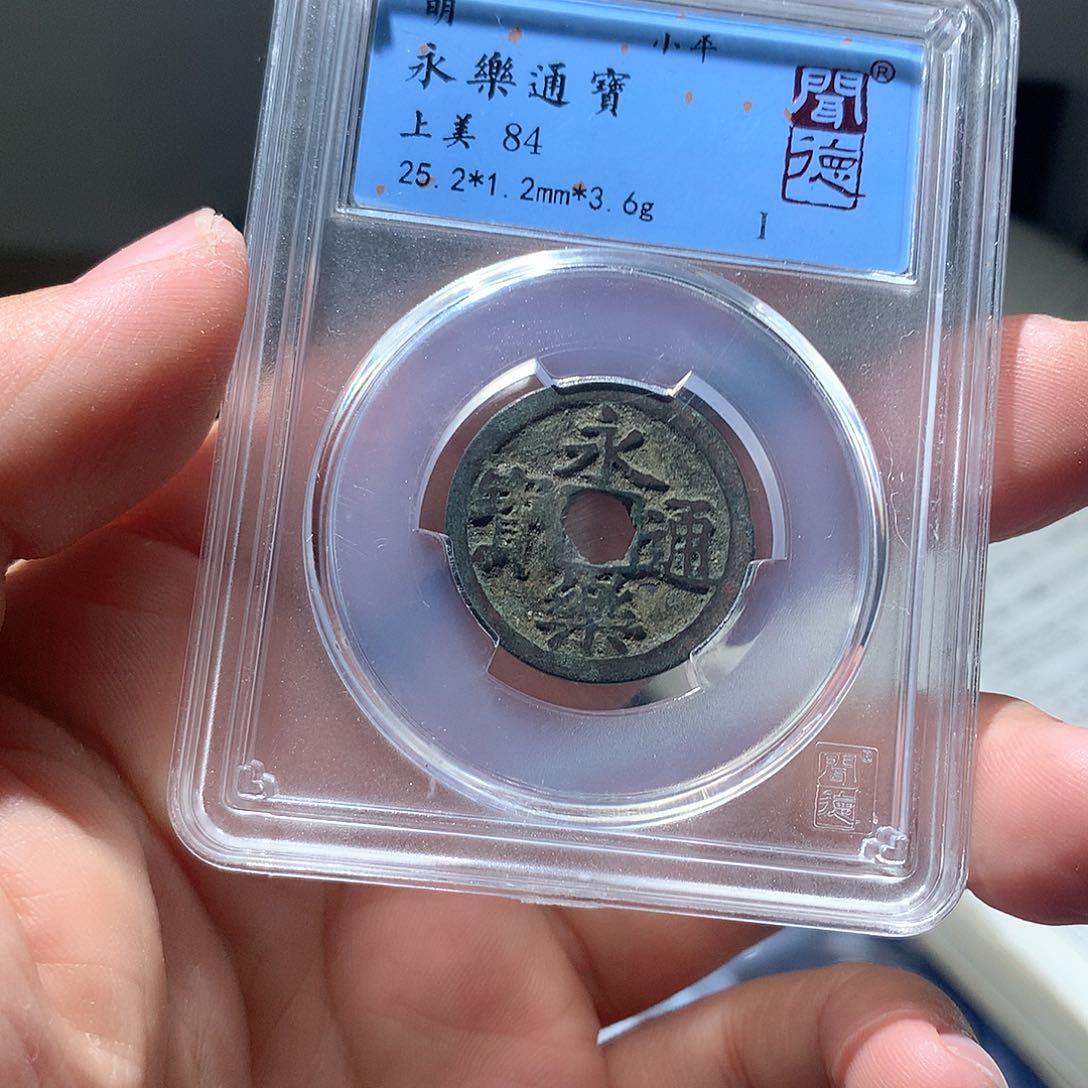 明
小平
永樂通寶
上美 84
25.2*1.2mm*3.6g
I
聞德®
永樂通寶
聞德